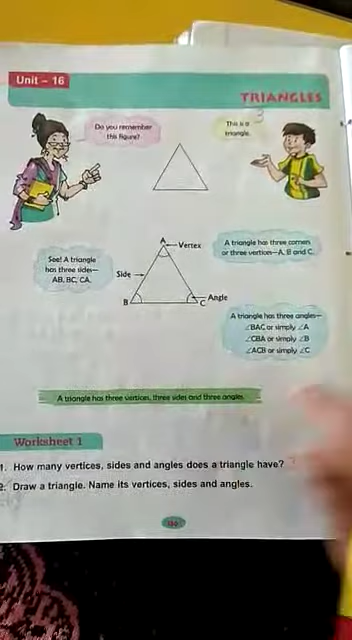 Unit - 16
TRIANGLES
Do you remember
this figure?
This is a
triangle.
3
A
Vertex
A triangle has three corners
or three vertices—A, B and C.
See! A triangle
has three sides—
AB, BC, CA.
Side
B
C
Angle
A triangle has three angles—
∠BAC or simply ∠A
∠CBA or simply ∠B
∠ACB or simply ∠C
A triangle has three vertices, three sides and three angles.
Worksheet 1
1. How many vertices, sides and angles does a triangle have?
2. Draw a triangle. Name its vertices, sides and angles.